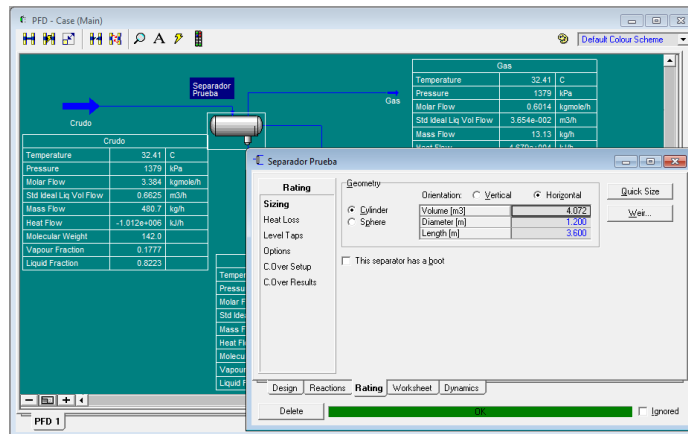 PFD - Case (Main)
A
Default Colour Scheme
Separador
Prueba
Crudo
Gas
Gas
Temperature 32.41 C
Pressure 1379 kPa
Molar Flow 0.6014 kgmole/h
Std Ideal Liq Vol Flow 3.654e-002 m3/h
Mass Flow 13.13 kg/h
Crudo
Temperature 32.41 C
Pressure 1379 kPa
Molar Flow 3.384 kgmole/h
Std Ideal Liq Vol Flow 0.6625 m3/h
Mass Flow 480.7 kg/h
Heat Flow -1.012e+006 kJ/h
Molecular Weight 142.0
Vapour Fraction 0.1777
Liquid Fraction 0.8223
Separador Prueba
Rating
Sizing
Heat Loss
Level Taps
Options
C.Over Setup
C.Over Results
Geometry
Orientation: Vertical Horizontal
Cylinder
Sphere
Volume [m3] 4.072
Diameter [m] 1.200
Length [m] 3.600
Quick Size
Weir...
This separator has a boot
Design Reactions Rating Worksheet Dynamics
Delete
OK
Ignored
PFD 1